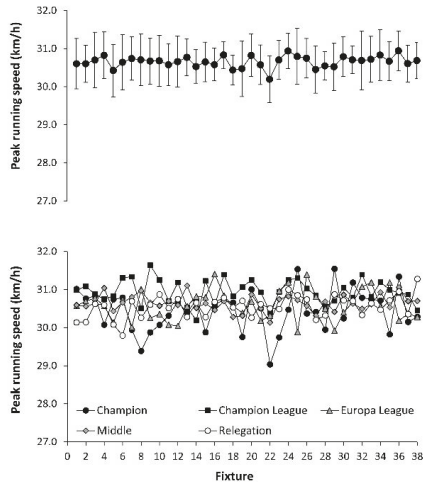 Peak running speed (km/h)
32.0
31.0
30.0
29.0
28.0
27.0
Peak running speed (km/h)
32.0
31.0
30.0
29.0
28.0
27.0
Champion Champion League Europa League
Middle Relegation
0 2 4 6 8 10 12 14 16 18 20 22 24 26 28 30 32 34 36 38
Fixture